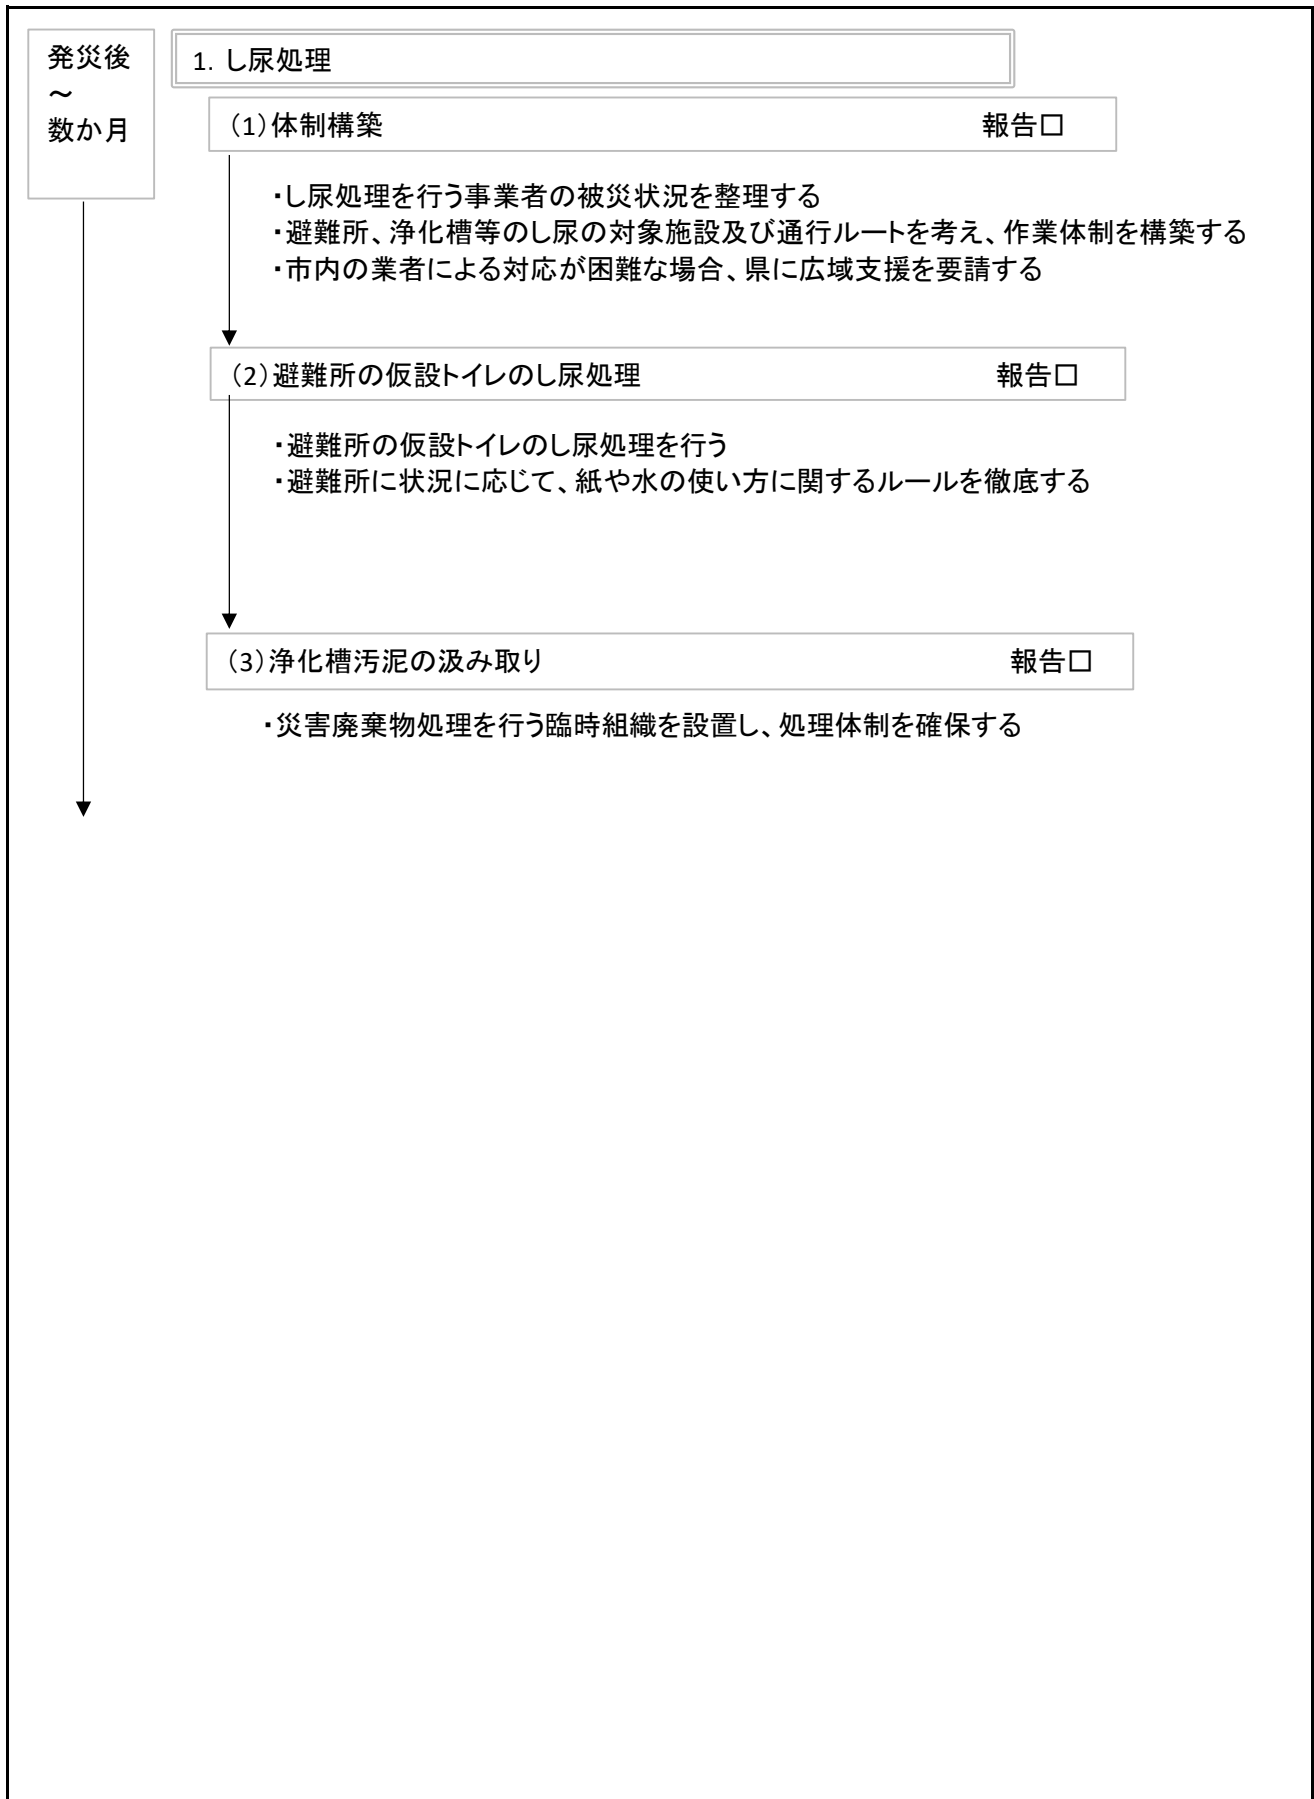 発災後
～
数か月
1. し尿処理
（1）体制構築 報告□
・し尿処理を行う事業者の被災状況を整理する
・避難所、浄化槽等のし尿の対象施設及び通行ルートを考え、作業体制を構築する
・市内の業者による対応が困難な場合、県に広域支援を要請する
（2）避難所の仮設トイレのし尿処理 報告□
・避難所の仮設トイレのし尿処理を行う
・避難所に状況に応じて、紙や水の使い方に関するルールを徹底する
（3）浄化槽汚泥の汲み取り 報告□
・災害廃棄物処理を行う臨時組織を設置し、処理体制を確保する